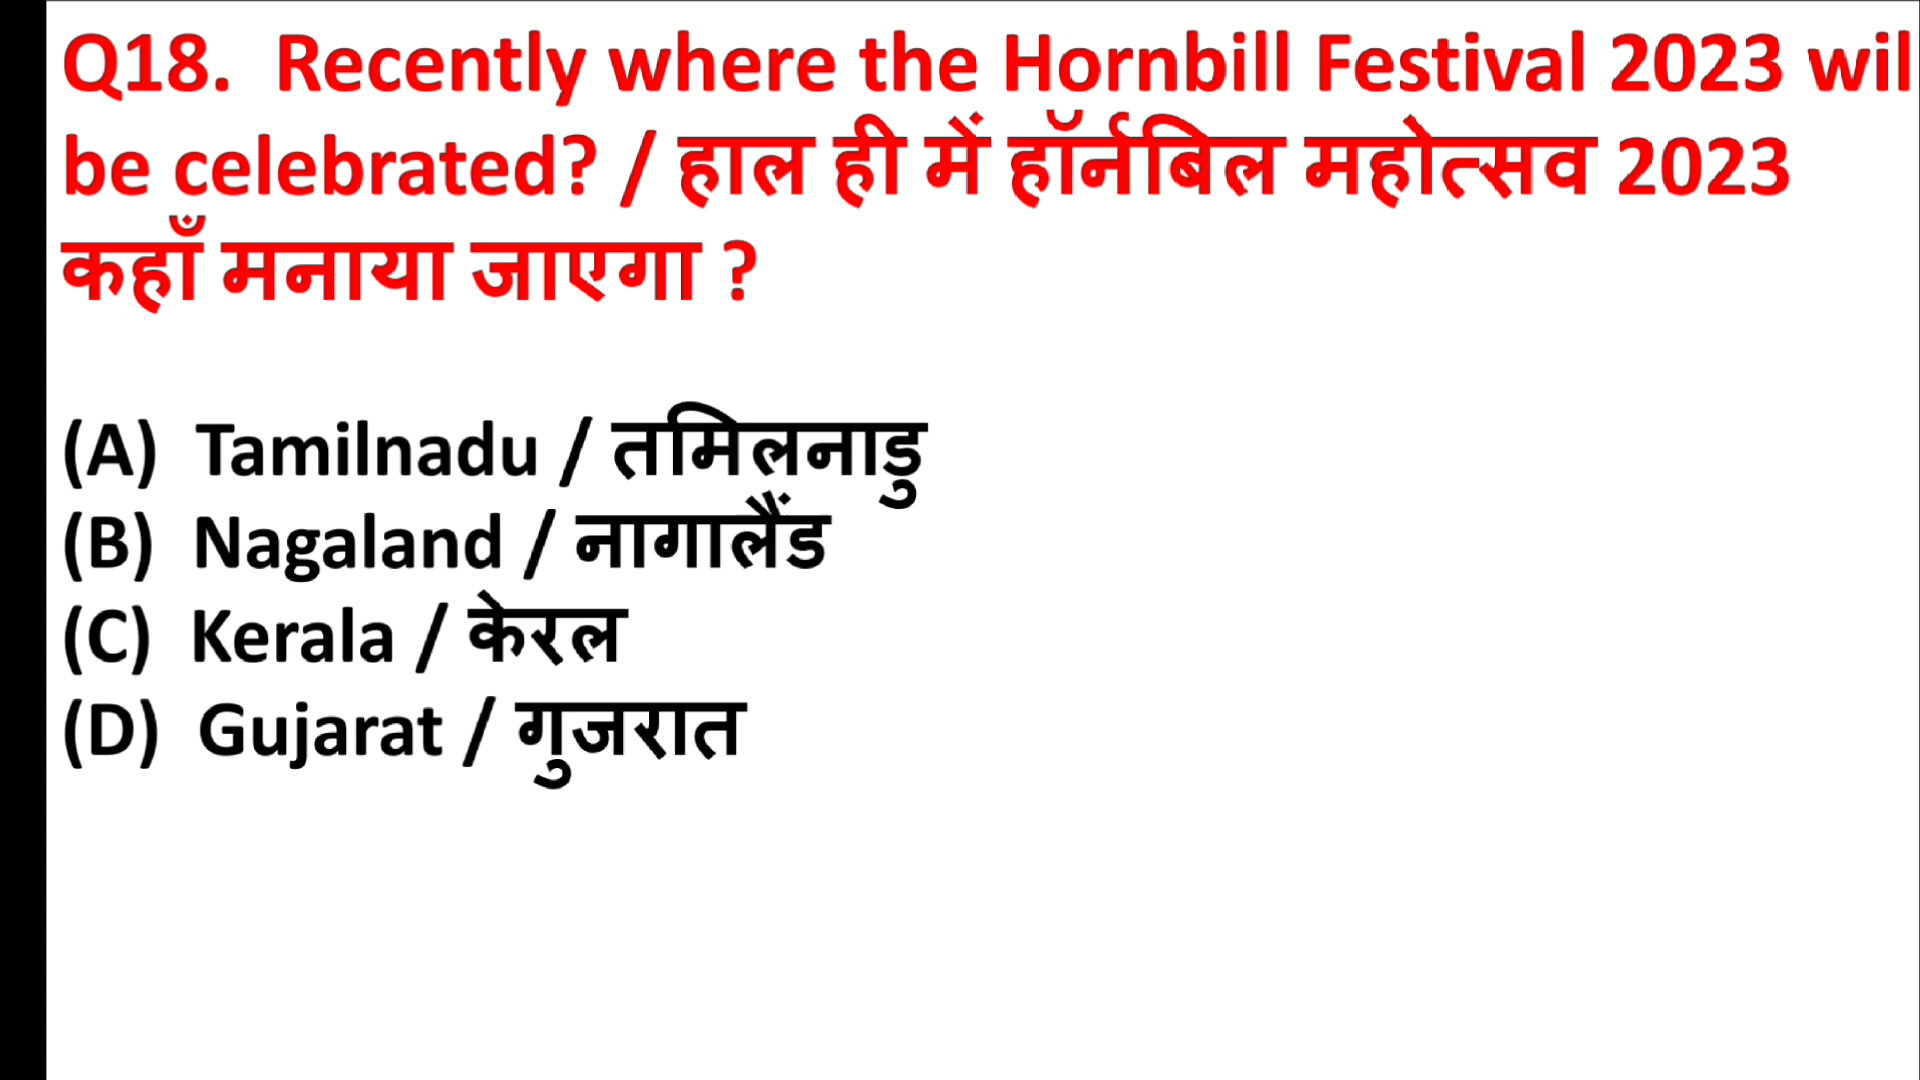 Q18. Recently where the Hornbill Festival 2023 wil
be celebrated? / हाल ही में हॉर्नबिल महोत्सव 2023
कहाँ मनाया जाएगा ?
(A) Tamilnadu / तमिलनाडु
(B) Nagaland / नागालैंड
(C) Kerala / केरल
(D) Gujarat / गुजरात